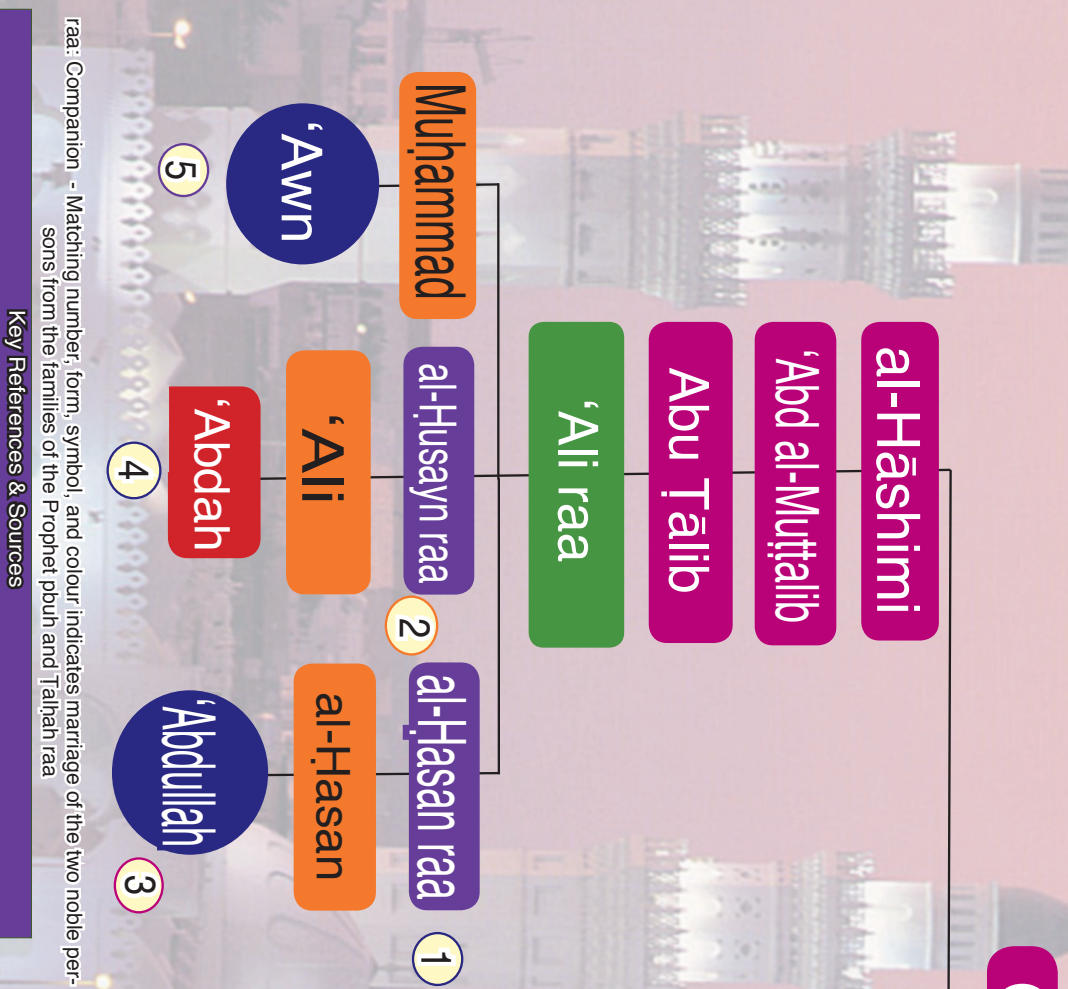 al-Hāshimi
‘Abd al-Muṭṭalib
Abu Ṭālib
‘Ali raa
Muḥammad
al-Ḥusayn raa
2
al-Ḥasan raa
1
‘Ali
al-Ḥasan
‘Awn
5
‘Abdah
4
‘Abdullah
3
raa: Companion - Matching number, form, symbol, and colour indicates marriage of the two noble per-
sons from the families of the Prophet pbuh and Ṭalḥah raa
Key References & Sources